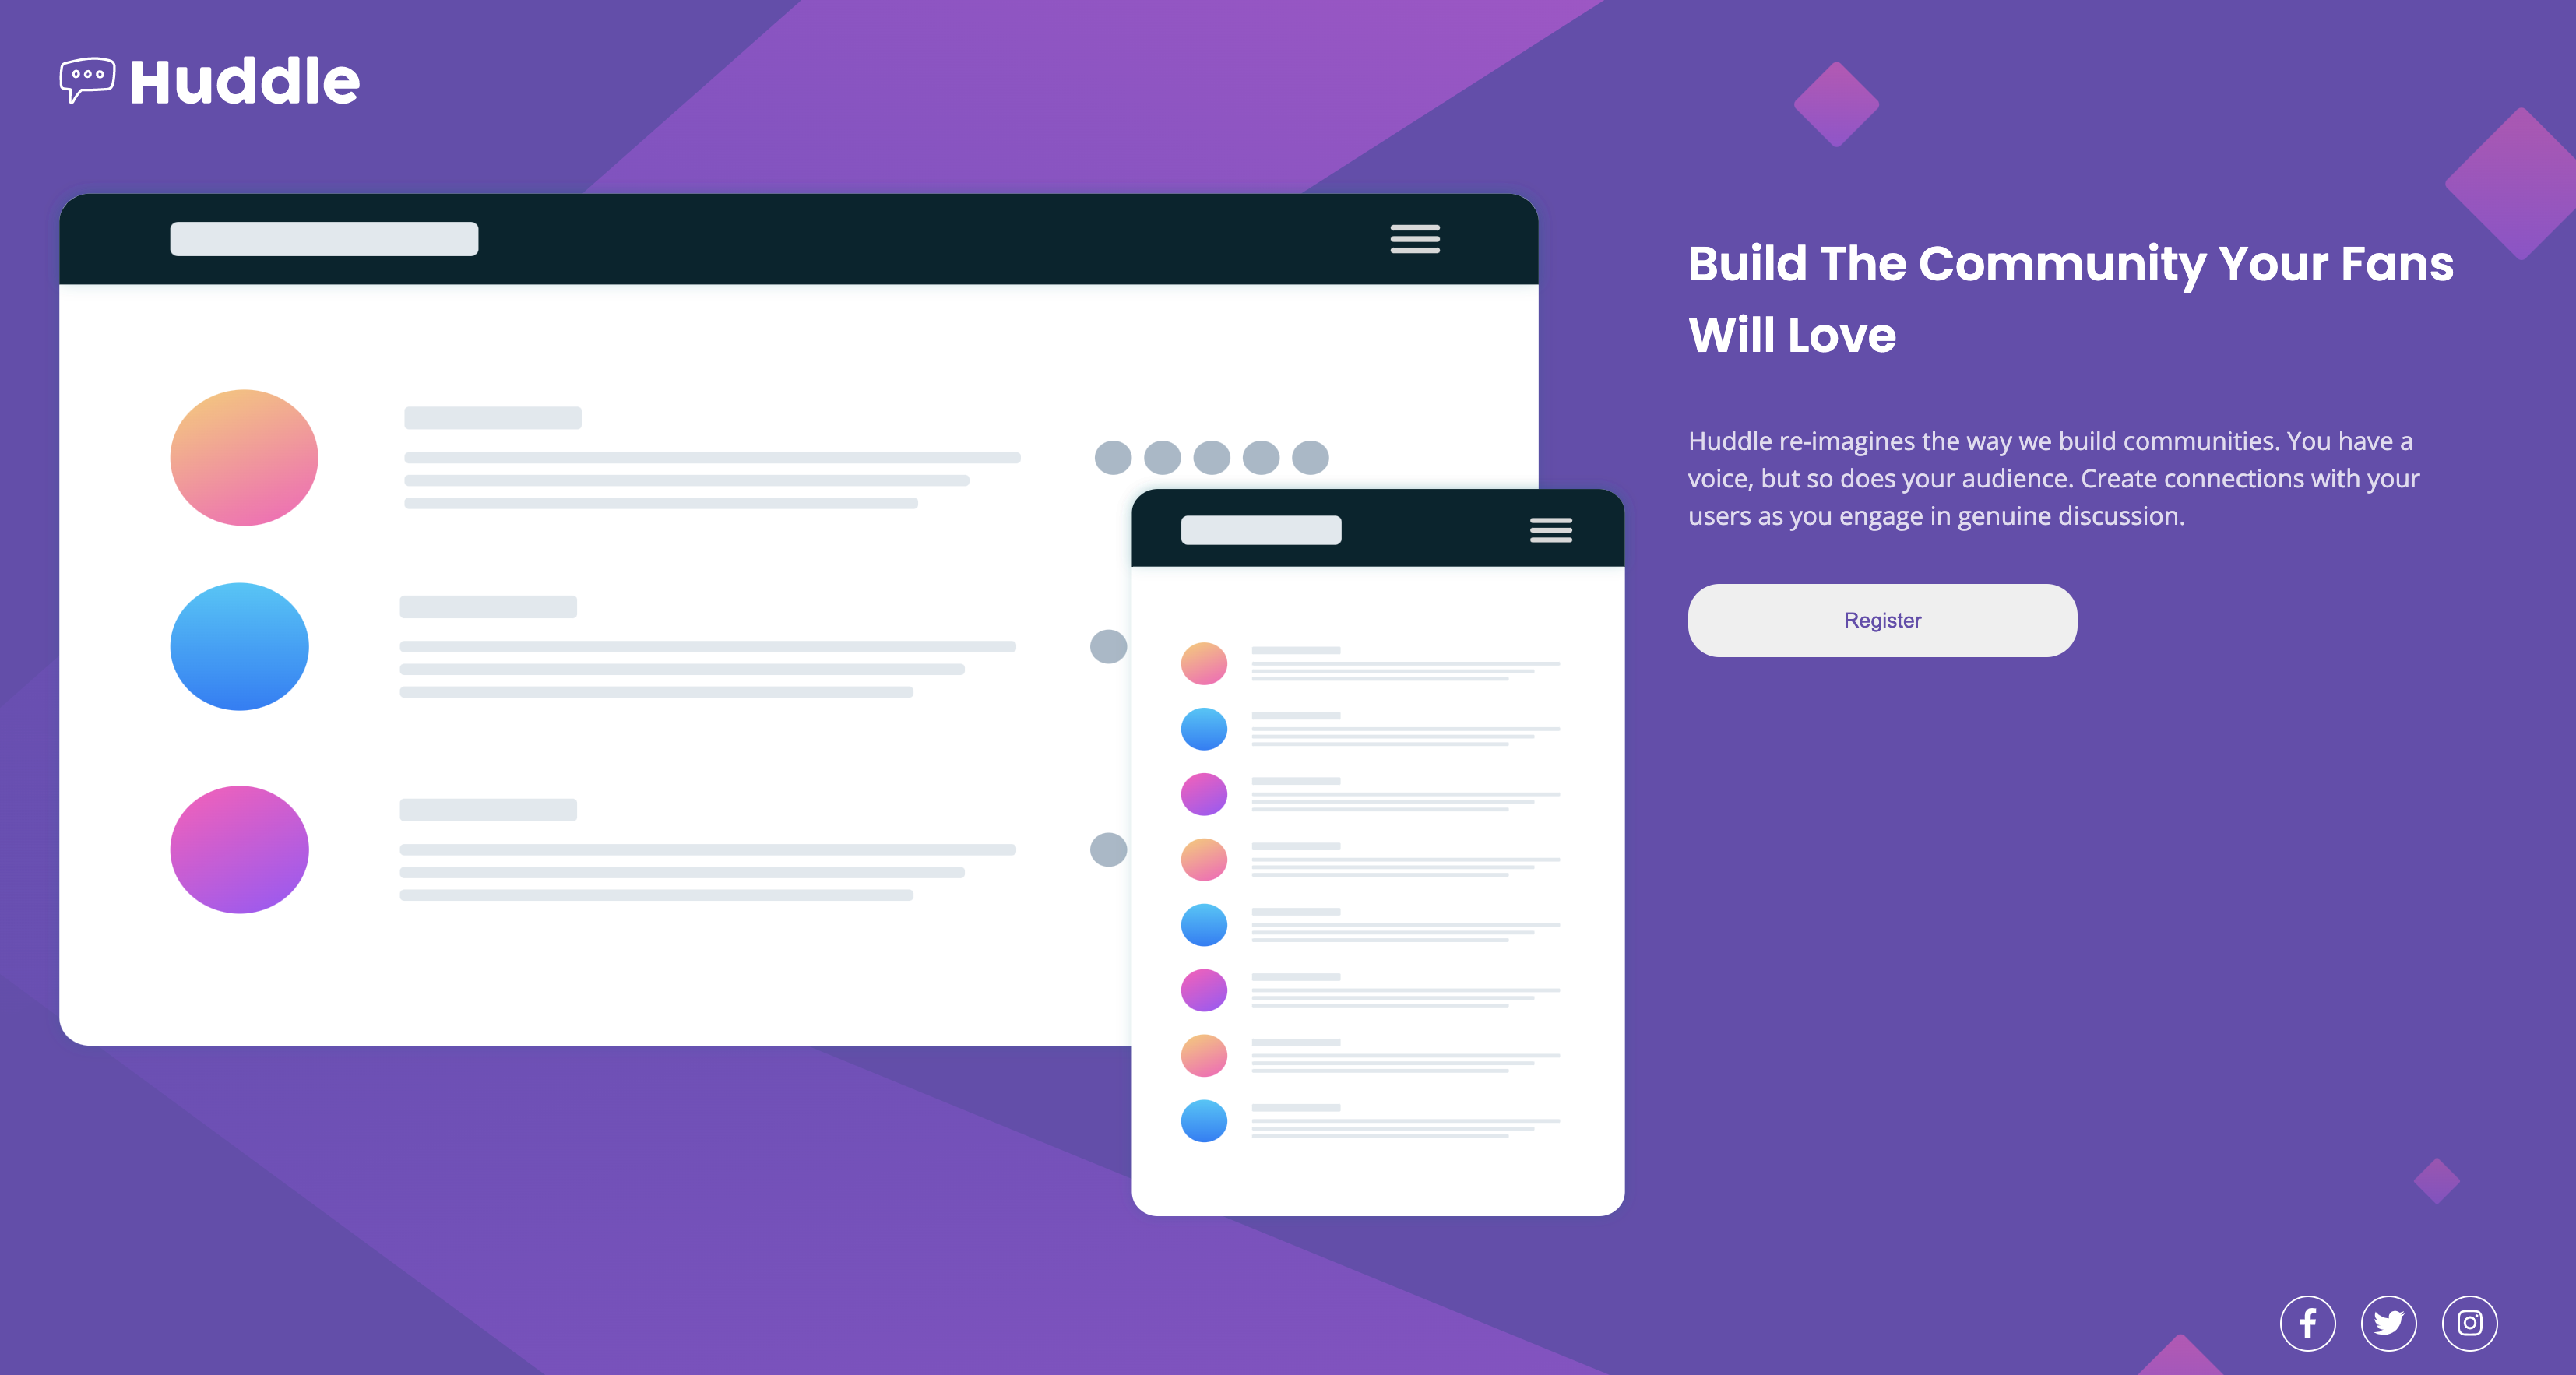 Huddle
Build The Community Your Fans
Will Love
Huddle re-imagines the way we build communities. You have a
voice, but so does your audience. Create connections with your
users as you engage in genuine discussion.
Register